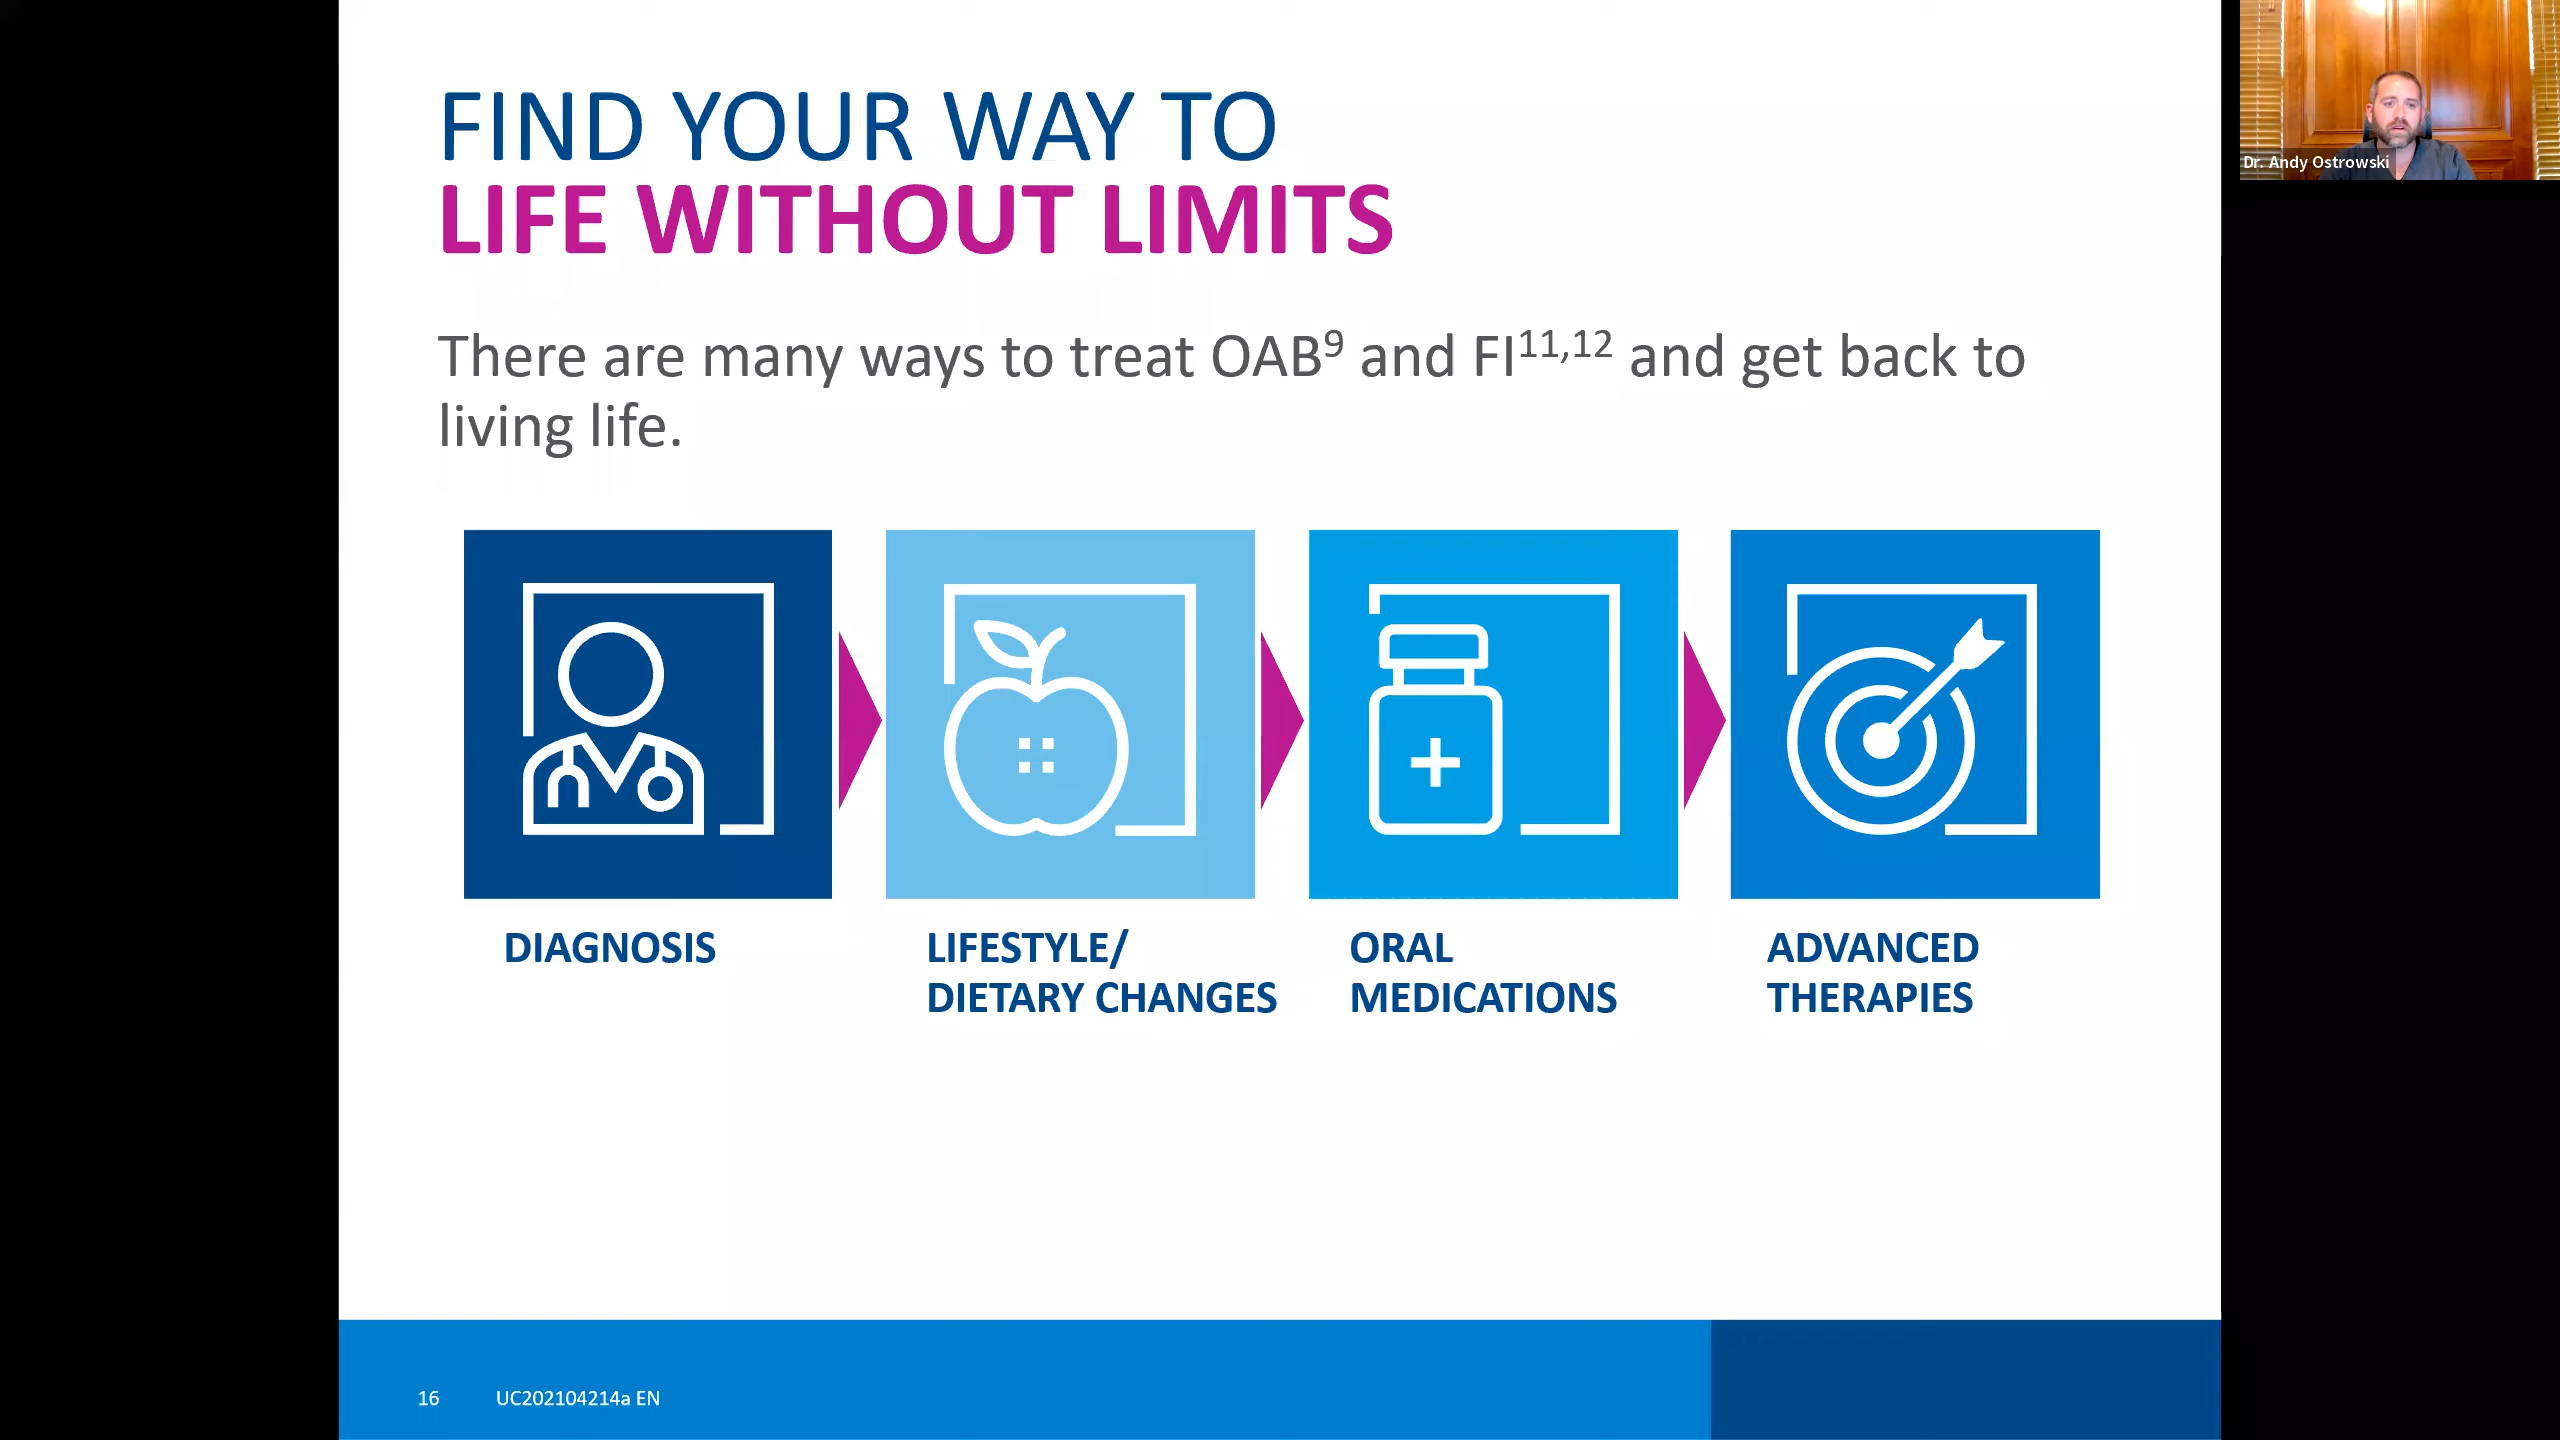 FIND YOUR WAY TO
LIFE WITHOUT LIMITS
There are many ways to treat OAB⁹ and FI¹¹,¹² and get back to
living life.
DIAGNOSIS
LIFESTYLE/
DIETARY CHANGES
ORAL
MEDICATIONS
ADVANCED
THERAPIES
16 UC202104214a EN
Dr. Andy Ostrowski